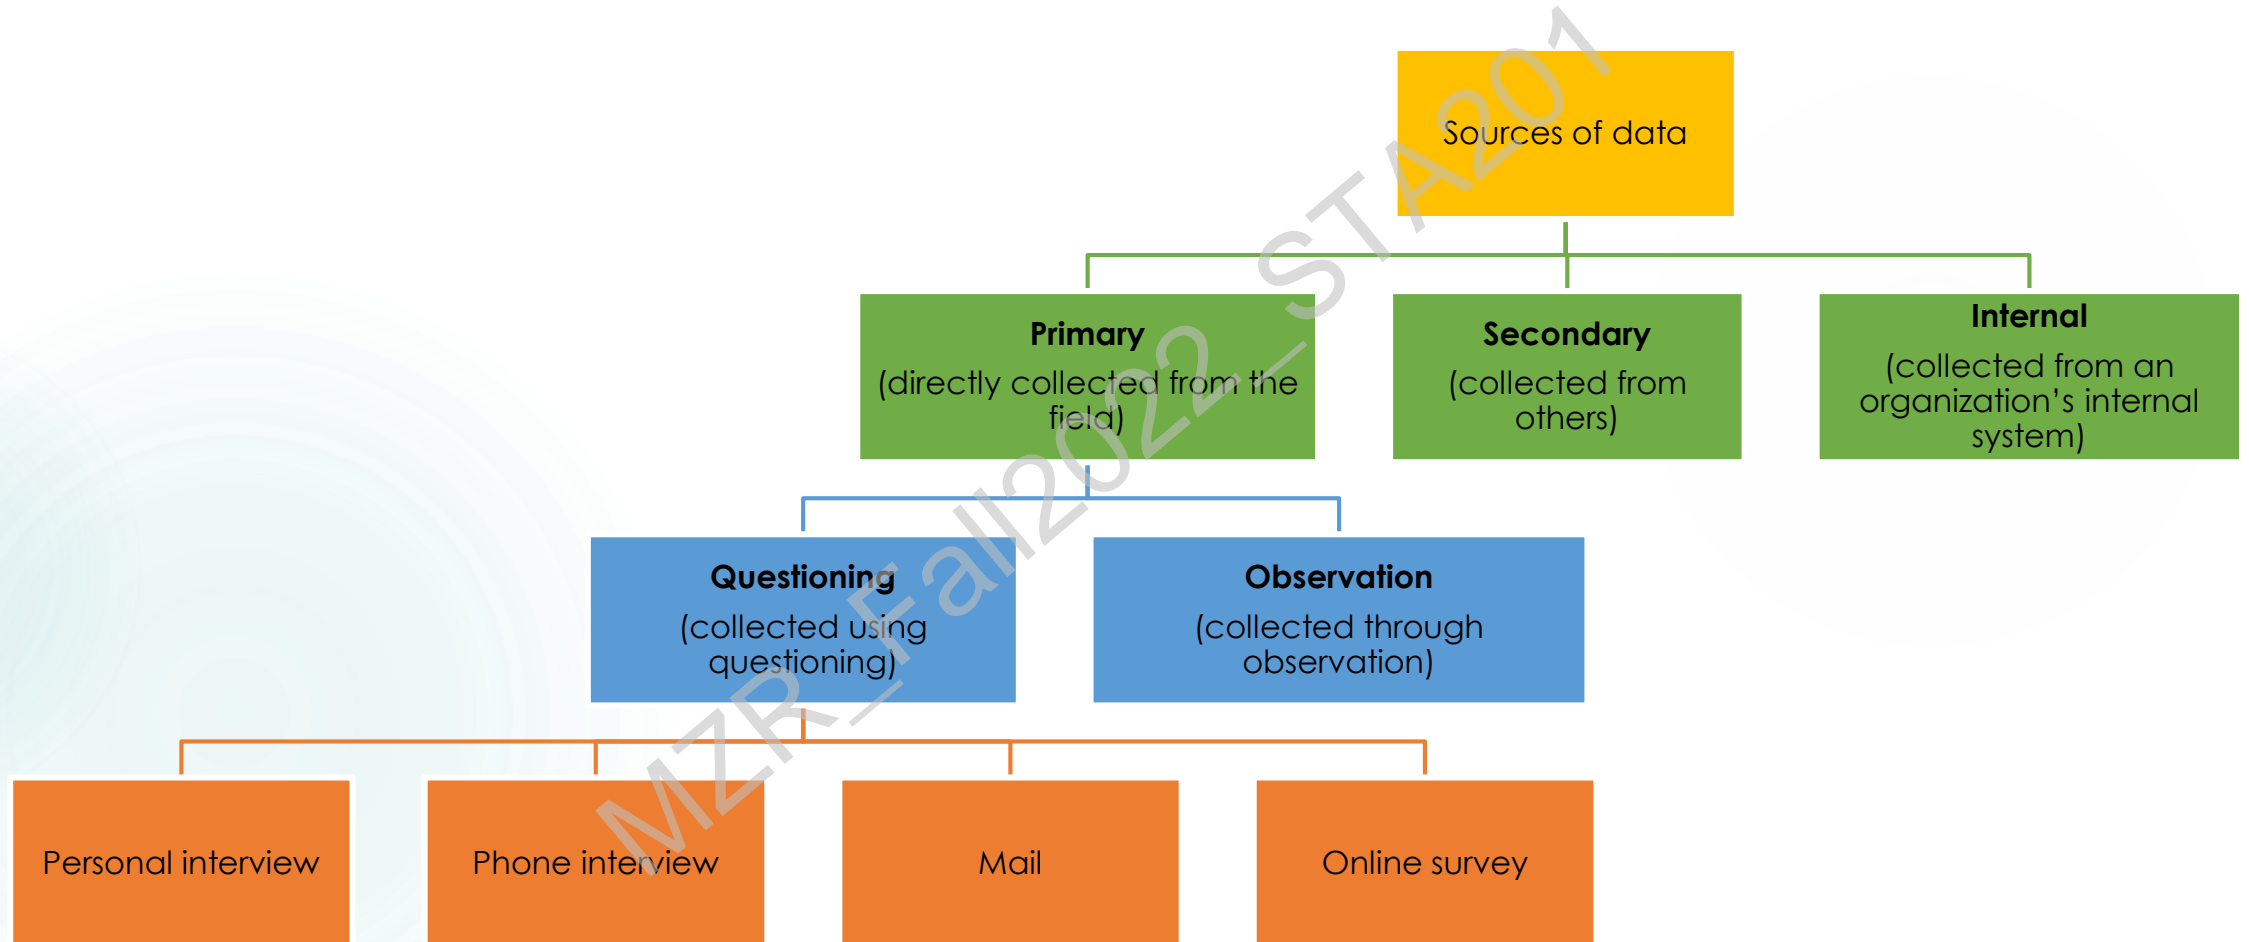 Sources of data
Primary
(directly collected from the
field)
Secondary
(collected from
others)
Internal
(collected from an
organization's internal
system)
Questioning
(collected using
questioning)
Observation
(collected through
observation)
Personal interview
Phone interview
Mail
Online survey
MZR_Fall2022_STA201